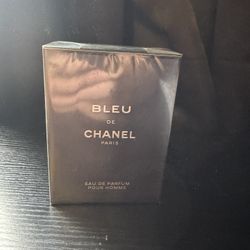 BLEU
DE
CHANEL
PARIS
EAU DE PARFUM
POUR HOMME